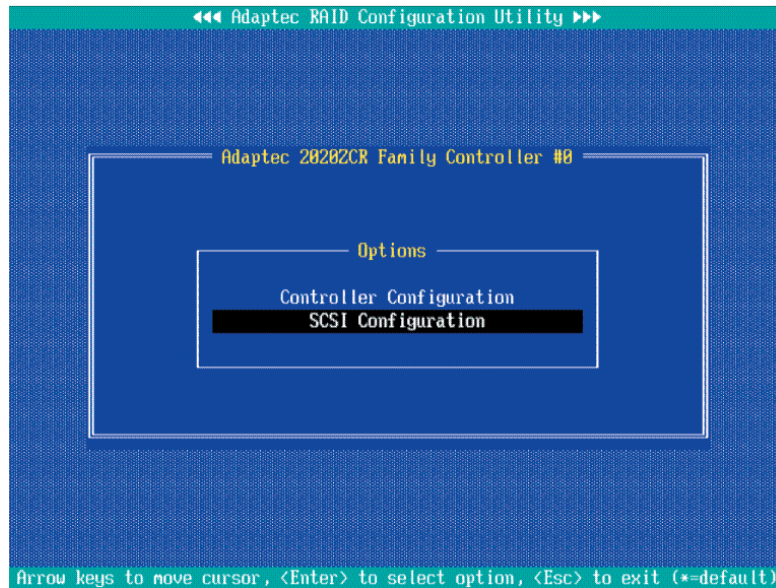 ◄◄◄ Adaptec RAID Configuration Utility ►►►
Adaptec 2020ZCR Family Controller #0
Options
Controller Configuration
SCSI Configuration
Arrow keys to move cursor, <Enter> to select option, <Esc> to exit (*=default)